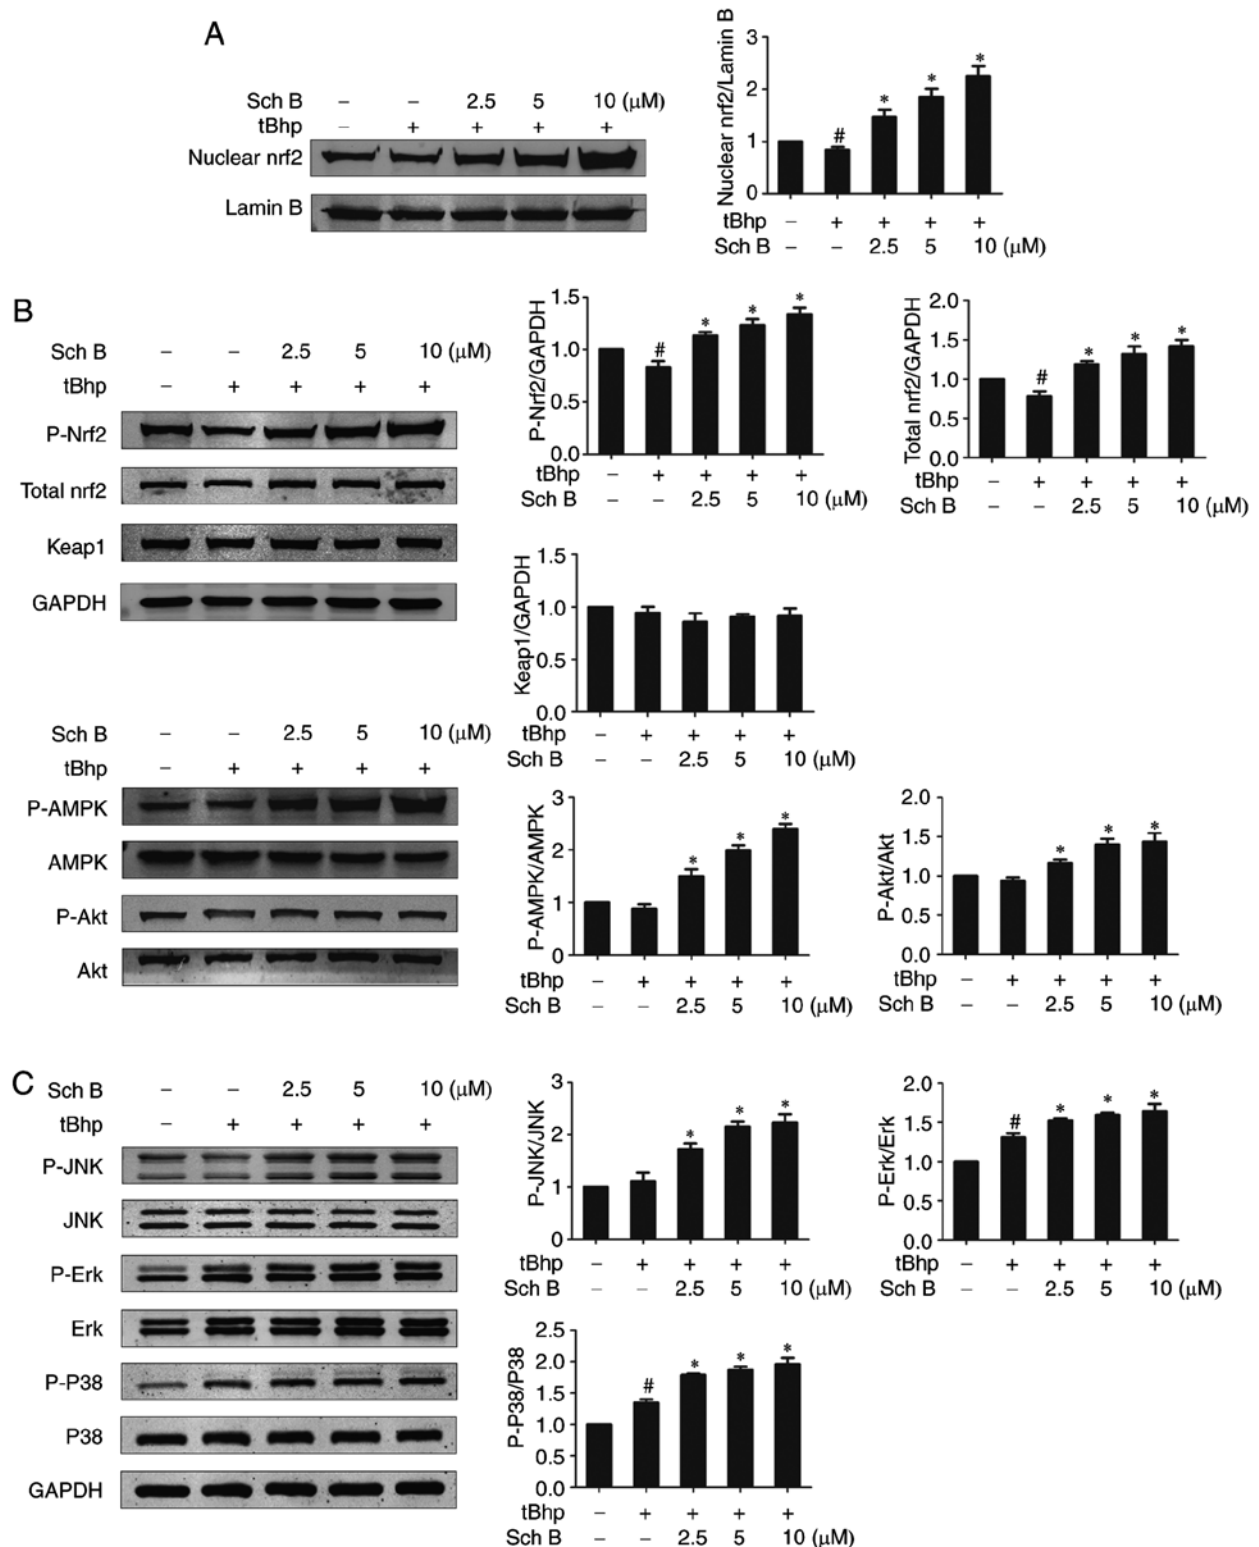 A
Sch B – – 2.5 5 10 (μM)
tBhp – + + + +
Nuclear nrf2
Lamin B
Nuclear nrf2/Lamin B
3
2
1
0
# * * *
tBhp – + + + +
Sch B – – 2.5 5 10 (μM)
B
Sch B – – 2.5 5 10 (μM)
tBhp – + + + +
P-Nrf2
Total nrf2
Keap1
GAPDH
P-Nrf2/GAPDH
1.5
1.0
0.5
0.0
# * * *
tBhp – + + + +
Sch B – – 2.5 5 10 (μM)
Total nrf2/GAPDH
2.0
1.5
1.0
0.5
0.0
# * * *
tBhp – + + + +
Sch B – – 2.5 5 10 (μM)
Keap1/GAPDH
1.5
1.0
0.5
0.0
tBhp – + + + +
Sch B – – 2.5 5 10 (μM)
Sch B – – 2.5 5 10 (μM)
tBhp – + + + +
P-AMPK
AMPK
P-Akt
Akt
P-AMPK/AMPK
3
2
1
0
* * *
tBhp – + + + +
Sch B – – 2.5 5 10 (μM)
P-Akt/Akt
2.0
1.5
1.0
0.5
0.0
* * *
tBhp – + + + +
Sch B – – 2.5 5 10 (μM)
C
Sch B – – 2.5 5 10 (μM)
tBhp – + + + +
P-JNK
JNK
P-Erk
Erk
P-P38
P38
GAPDH
P-JNK/JNK
3
2
1
0
* * *
tBhp – + + + +
Sch B – – 2.5 5 10 (μM)
P-Erk/Erk
2.0
1.5
1.0
0.5
0.0
# * * *
tBhp – + + + +
Sch B – – 2.5 5 10 (μM)
P-P38/P38
2.5
2.0
1.5
1.0
0.5
0.0
# * * *
tBhp – + + + +
Sch B – – 2.5 5 10 (μM)